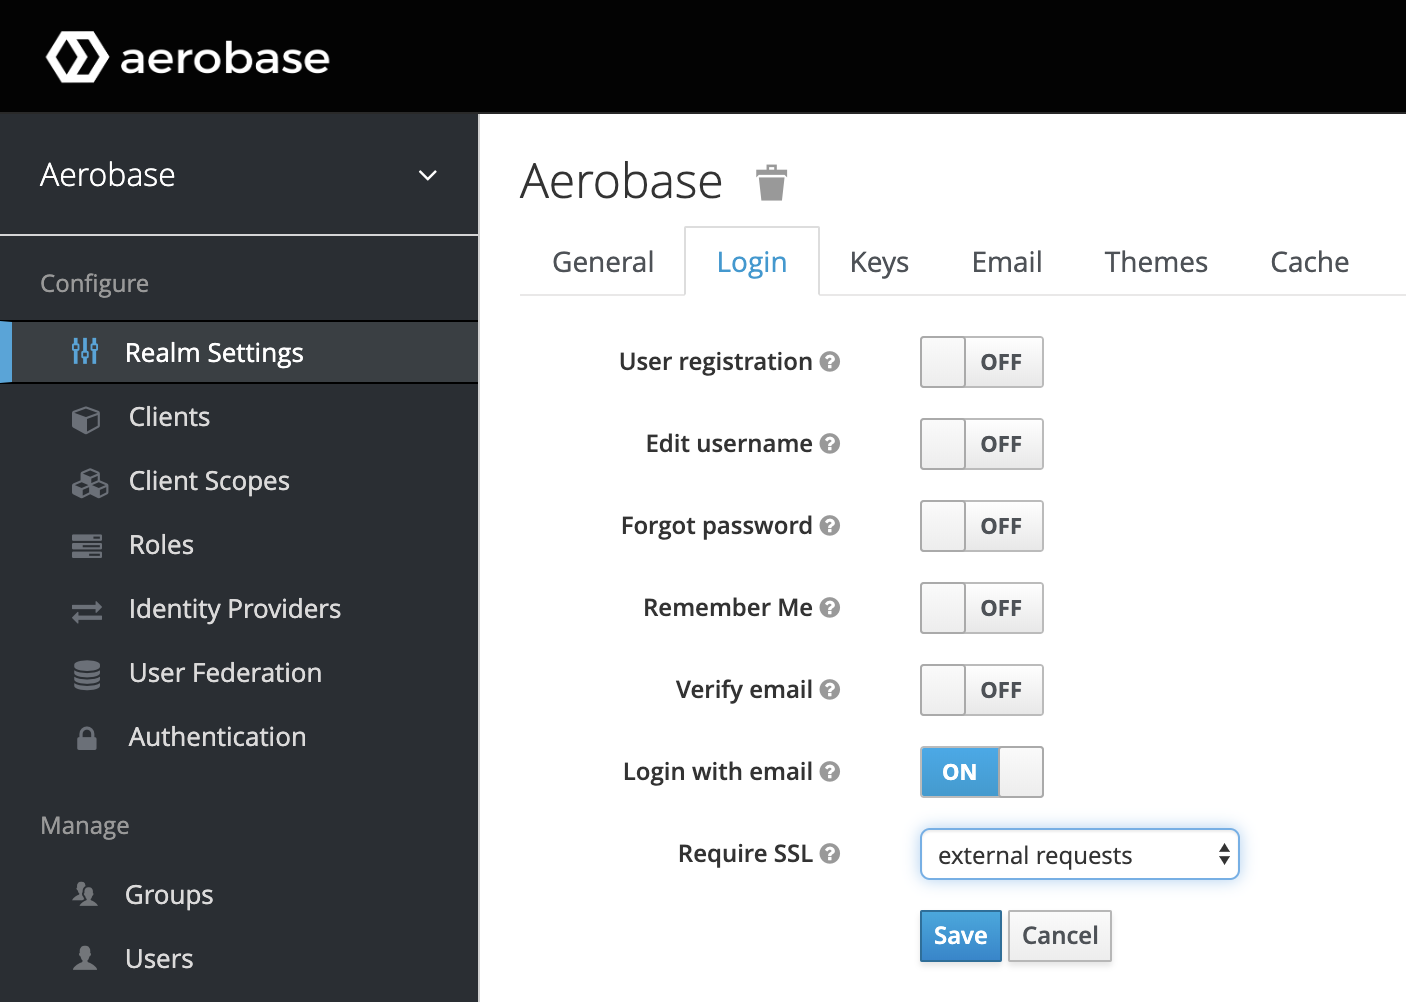 aerobase
Aerobase
Configure
Realm Settings
Clients
Client Scopes
Roles
Identity Providers
User Federation
Authentication
Manage
Groups
Users
Aerobase
General Login Keys Email Themes Cache
User registration ? OFF
Edit username ? OFF
Forgot password ? OFF
Remember Me ? OFF
Verify email ? OFF
Login with email ? ON
Require SSL ? external requests
Save Cancel